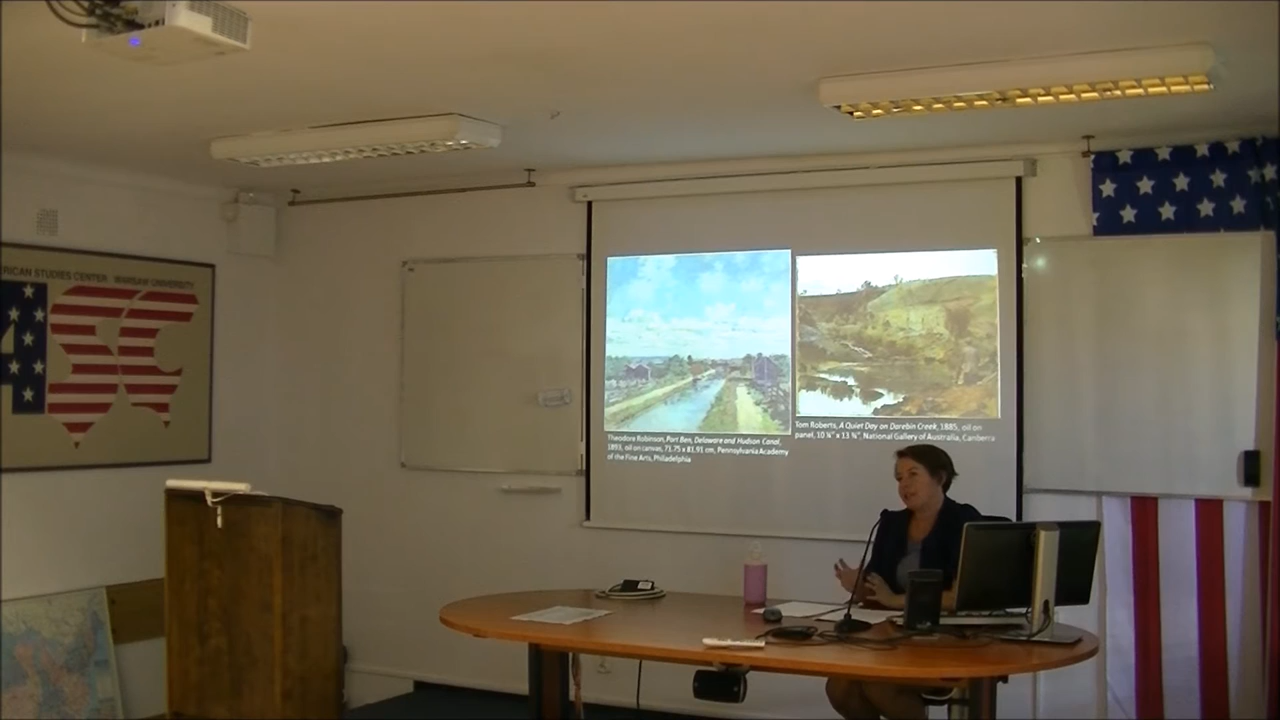 ERICAN STUDIES CENTER · WARSAW UNIVERSITY
ASC
Theodore Robinson, Port Ben, Delaware and Hudson Canal,
1893, oil on canvas, 71.75 x 81.91 cm, Pennsylvania Academy
of the Fine Arts, Philadelphia
Tom Roberts, A Quiet Day on Darebin Creek, 1885, oil on
panel, 10 ¼" x 13 ¾", National Gallery of Australia, Canberra